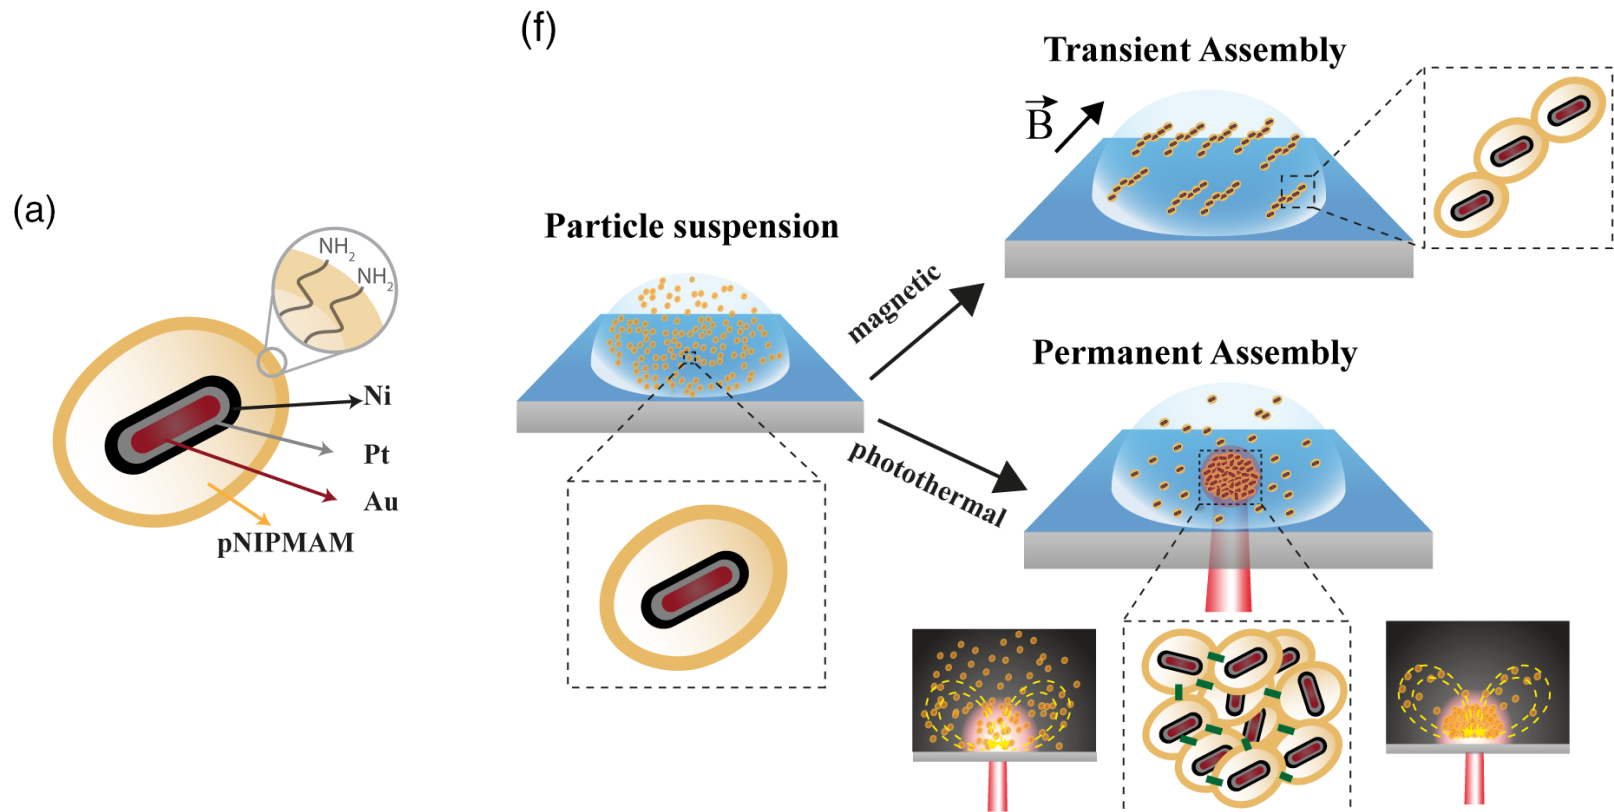 (a)
NH2
NH2
Ni
Pt
Au
pNIPMAM
(f)
Particle suspension
magnetic
photothermal
Transient Assembly
B
Permanent Assembly